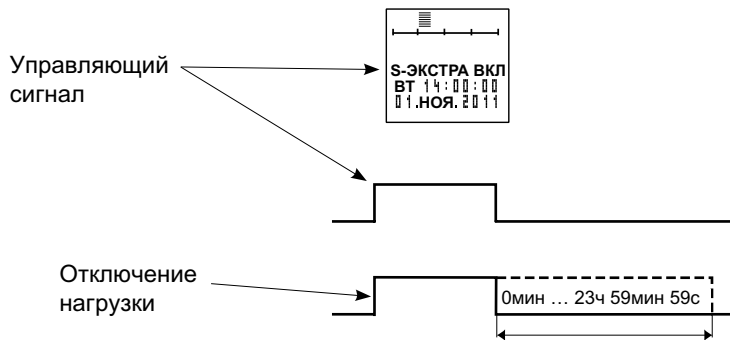 Управляющий
сигнал
S-ЭКСТРА ВКЛ
ВТ 14:00:00
01.НОЯ.2011
Отключение
нагрузки
0мин … 23ч 59мин 59с